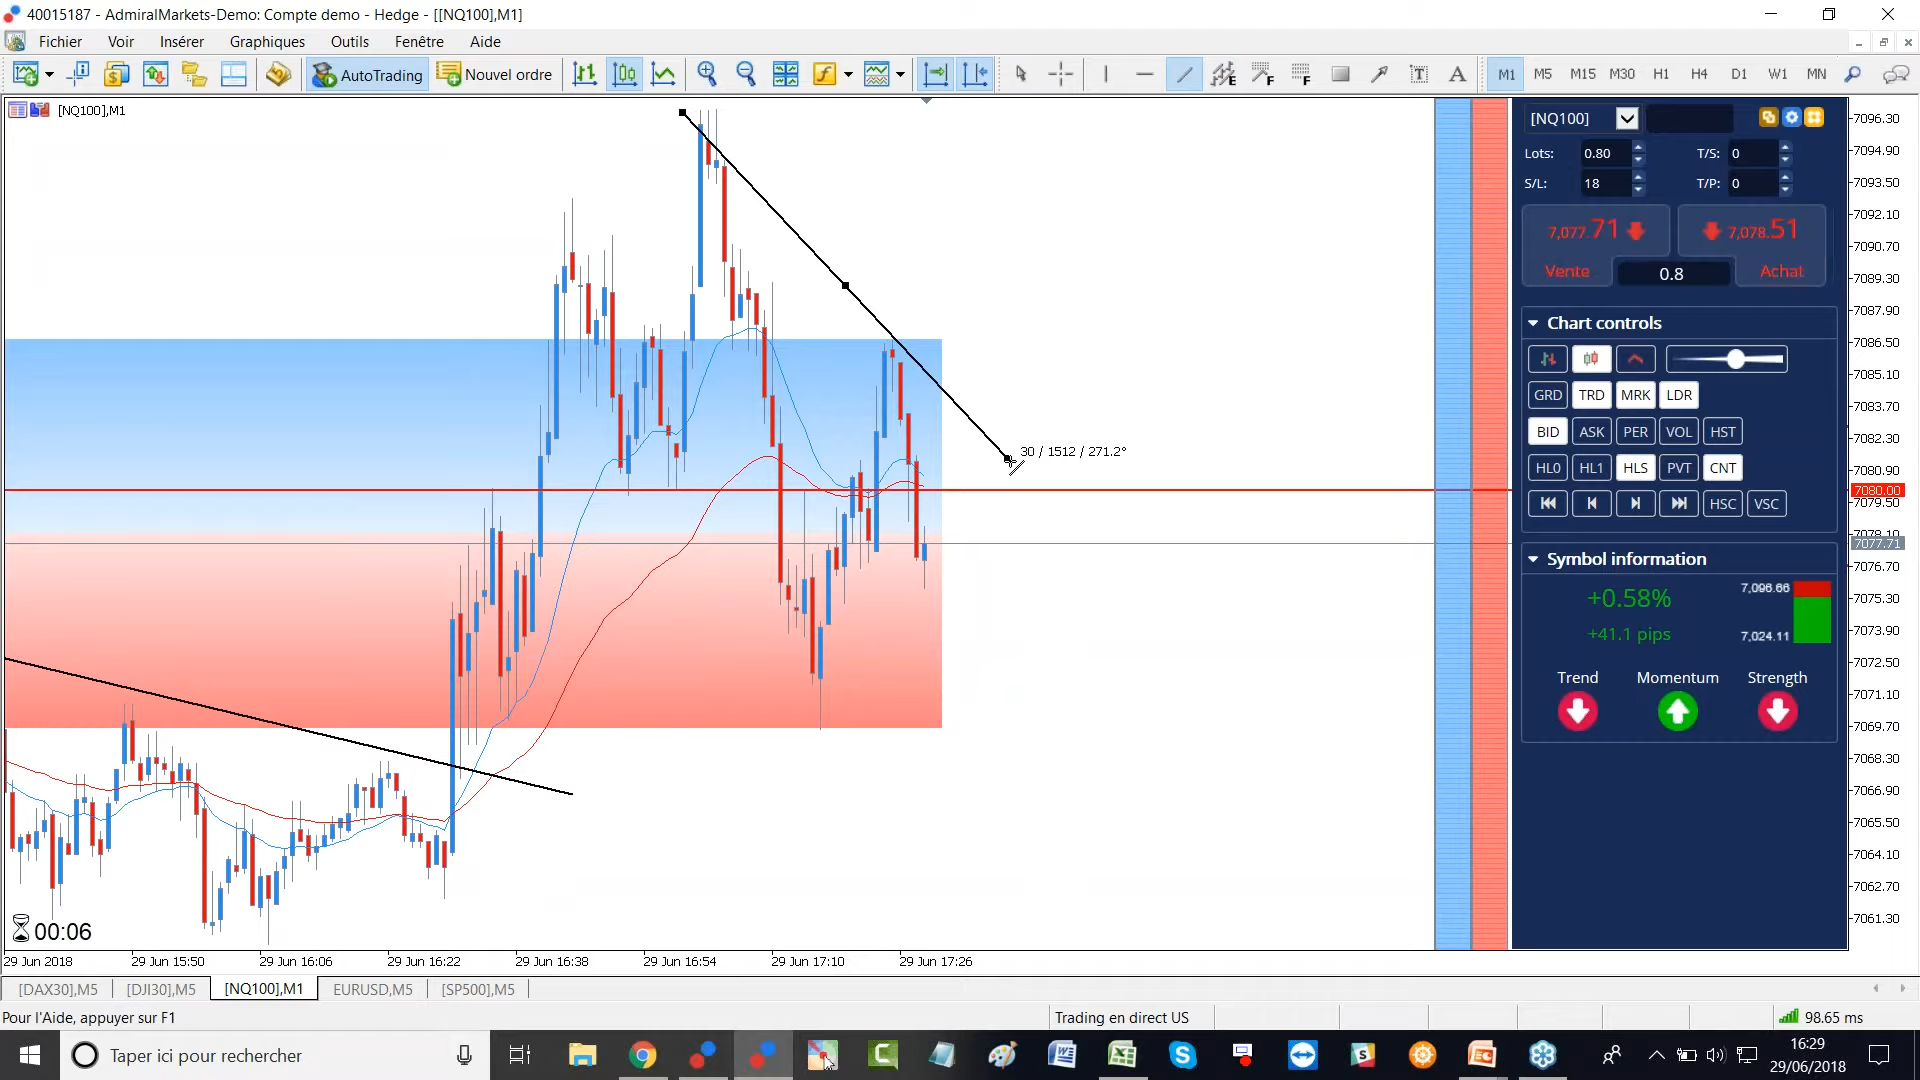 40015187 - AdmiralMarkets-Demo: Compte demo - Hedge - [[NQ100],M1]
Fichier Voir Insérer Graphiques Outils Fenêtre Aide
AutoTrading Nouvel ordre M1 M5 M15 M30 H1 H4 D1 W1 MN
[NQ100],M1
[NQ100]
Lots: 0.80 T/S: 0
S/L: 18 T/P: 0
7,077.71 7,078.51
Vente 0.8 Achat
Chart controls
GRD TRD MRK LDR
BID ASK PER VOL HST
HL0 HL1 HLS PVT CNT
HSC VSC
Symbol information
+0.58% 7,096.66
+41.1 pips 7,024.11
Trend Momentum Strength
30 / 1512 / 271.2°
7096.30
7094.90
7093.50
7092.10
7090.70
7089.30
7087.90
7086.50
7085.10
7083.70
7082.30
7080.90
7080.00
7079.50
7078.10
7077.71
7076.70
7075.30
7073.90
7072.50
7071.10
7069.70
7068.30
7066.90
7065.50
7064.10
7062.70
7061.30
00:06
29 Jun 2018 29 Jun 15:50 29 Jun 16:06 29 Jun 16:22 29 Jun 16:38 29 Jun 16:54 29 Jun 17:10 29 Jun 17:26
[DAX30],M5 [DJI30],M5 [NQ100],M1 EURUSD,M5 [SP500],M5
Pour l'Aide, appuyer sur F1 Trading en direct US 98.65 ms
Taper ici pour rechercher
16:29
29/06/2018